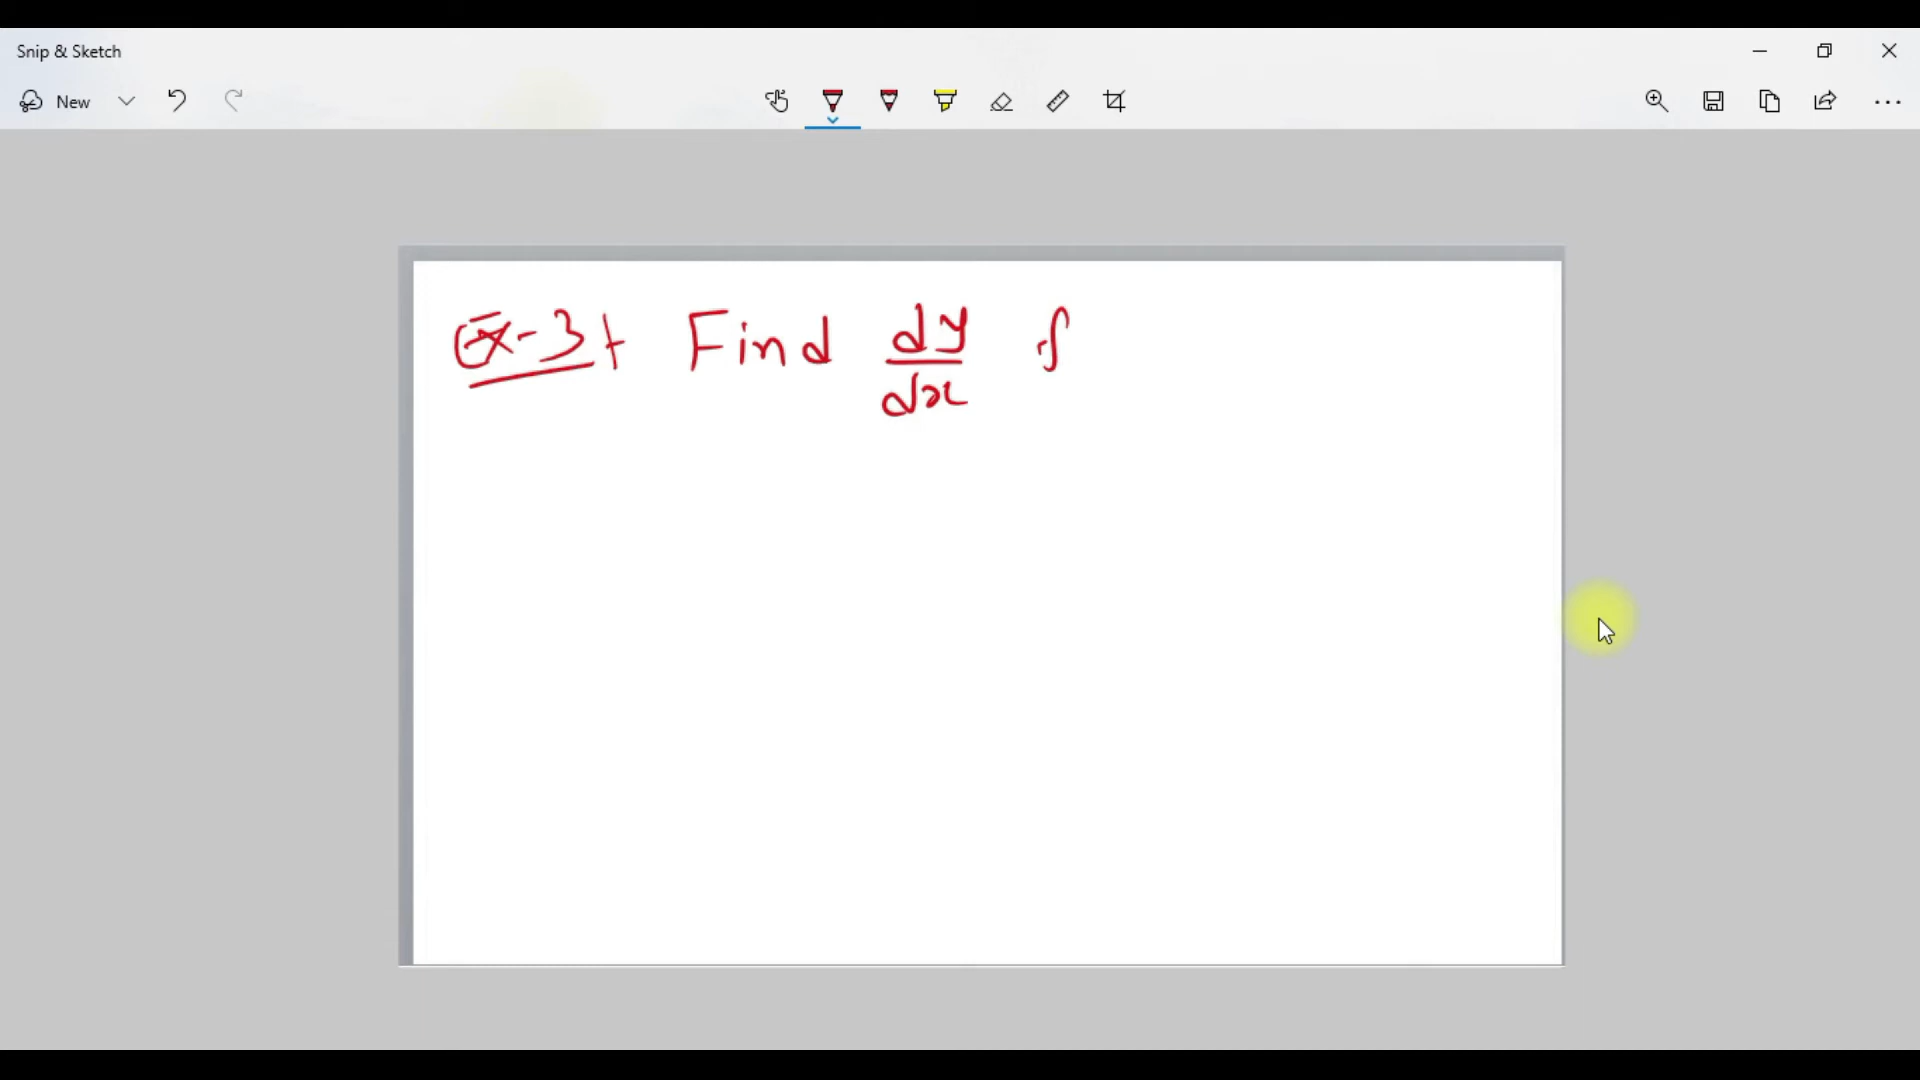 Snip & Sketch
New
Ex-3+ Find dy/dx if